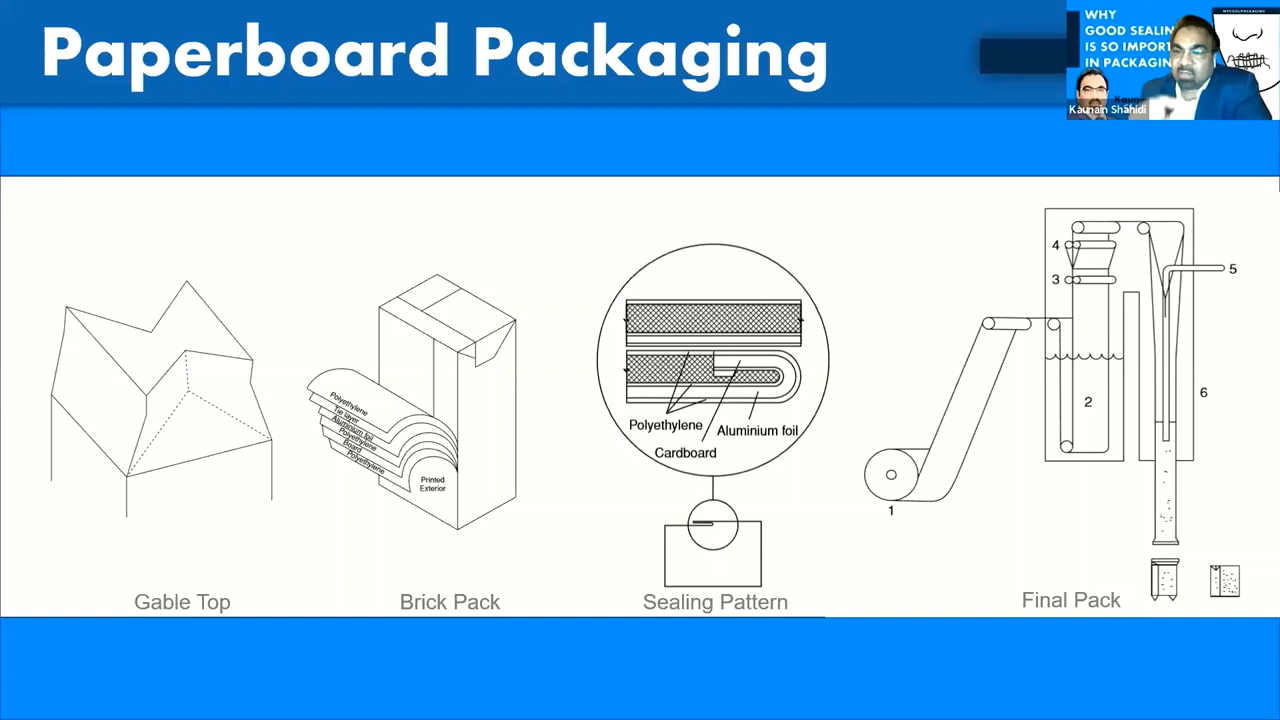 Paperboard Packaging
MYCOOLPACKAGING
WHY
GOOD SEALIN
IS SO IMPOR
IN PACKAGIN
Kaunain Shahidi
Polyethylene
Tie layer
Aluminium foil
Polyethylene
Board
Polyethylene
Printed
Exterior
Polyethylene
Aluminium foil
Cardboard
1
2
3
4
5
6
Gable Top
Brick Pack
Sealing Pattern
Final Pack